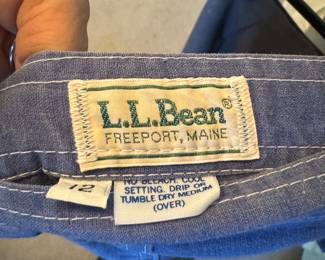 L.L.Bean®
FREEPORT, MAINE
12
NO BLEACH. COOL
SETTING. DRIP OR
TUMBLE DRY MEDIUM
(OVER)